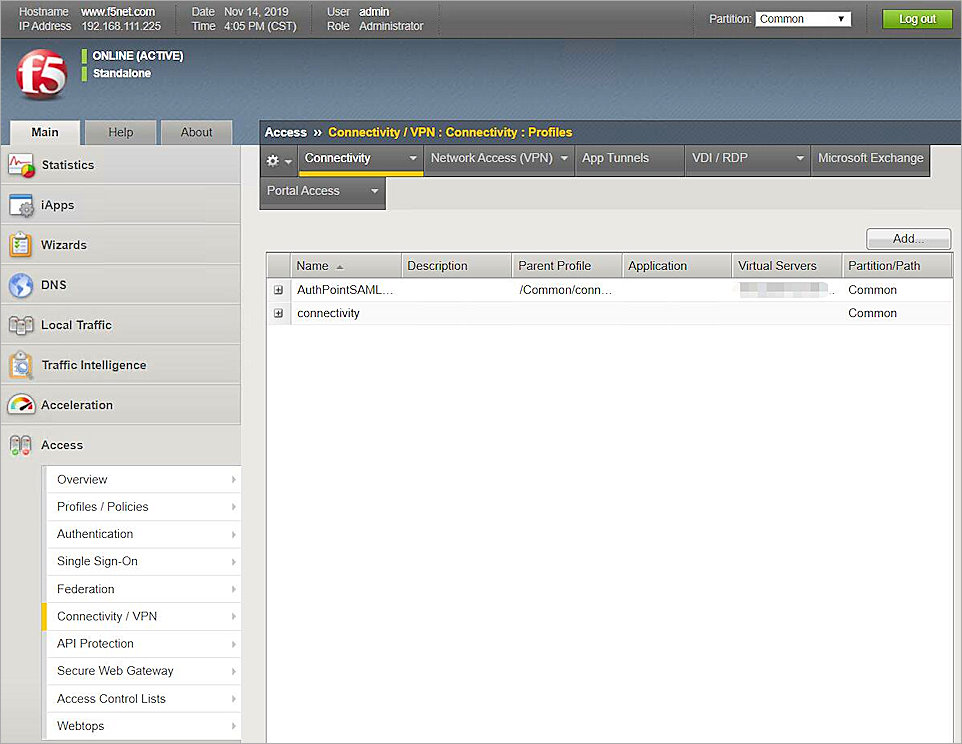 Hostname www.f5net.com Date Nov 14, 2019 User admin
IP Address 192.168.111.225 Time 4:05 PM (CST) Role Administrator
Partition: Common
Log out
f5
ONLINE (ACTIVE)
Standalone
Main Help About
Access ›› Connectivity / VPN : Connectivity : Profiles
Connectivity Network Access (VPN) App Tunnels VDI / RDP Microsoft Exchange
Portal Access
Statistics
iApps
Wizards
DNS
Local Traffic
Traffic Intelligence
Acceleration
Access
Overview
Profiles / Policies
Authentication
Single Sign-On
Federation
Connectivity / VPN
API Protection
Secure Web Gateway
Access Control Lists
Webtops
Add...
Name Description Parent Profile Application Virtual Servers Partition/Path
AuthPointSAML... /Common/conn... Common
connectivity Common